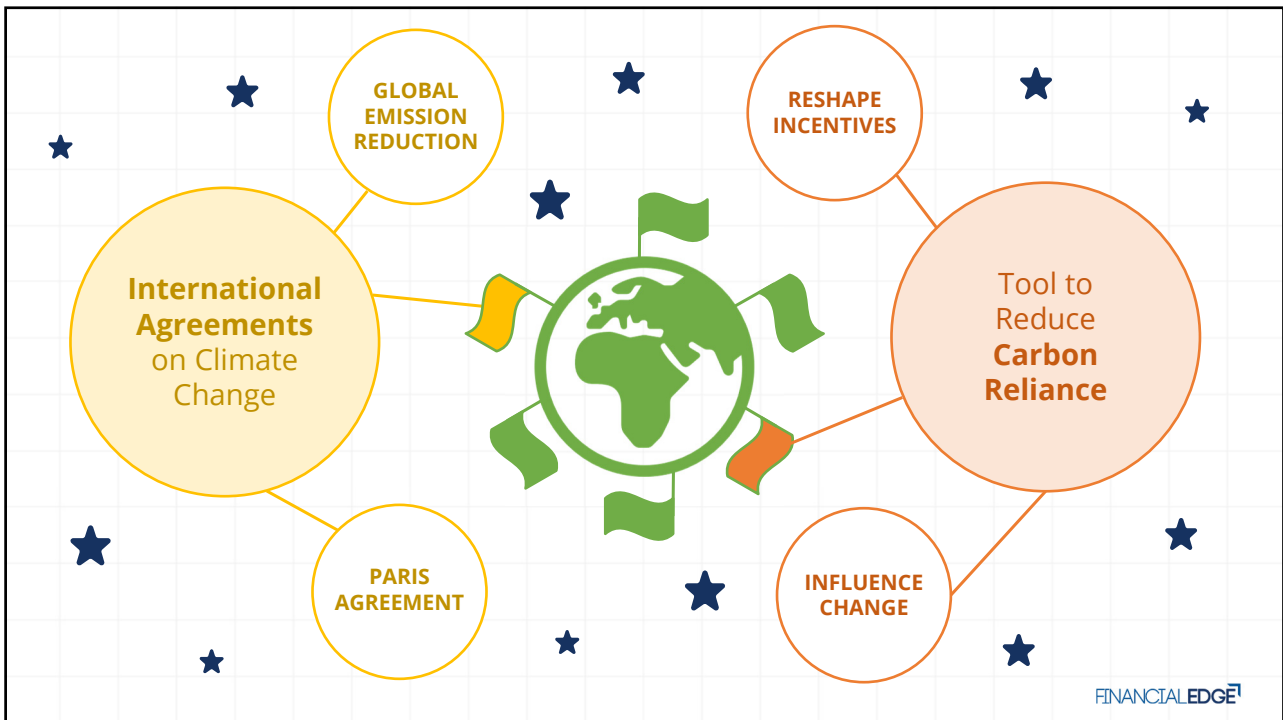 GLOBAL
EMISSION
REDUCTION
International
Agreements
on Climate
Change
PARIS
AGREEMENT
RESHAPE
INCENTIVES
Tool to
Reduce
Carbon
Reliance
INFLUENCE
CHANGE
FINANCIALEDGE